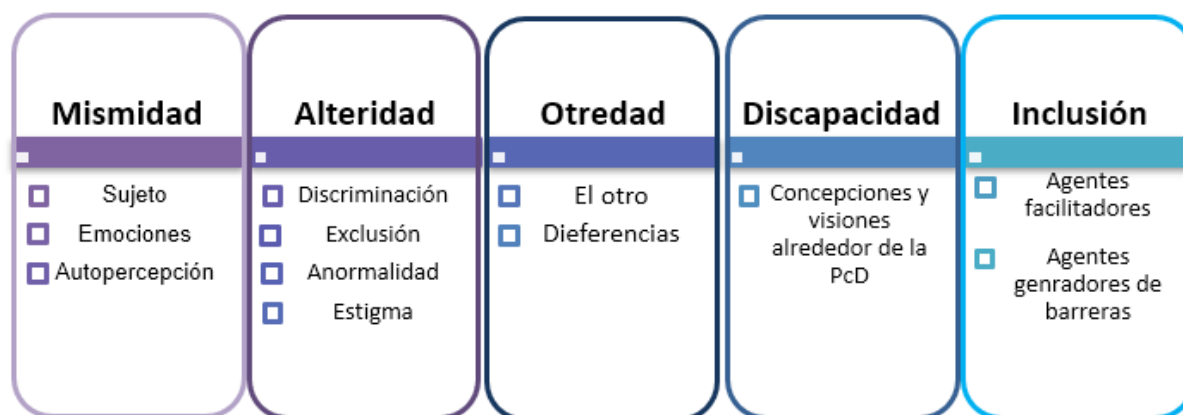 Mismidad
Sujeto
Emociones
Autopercepción
Alteridad
Discriminación
Exclusión
Anormalidad
Estigma
Otredad
El otro
Dieferencias
Discapacidad
Concepciones y
visiones
alrededor de la
PcD
Inclusión
Agentes
facilitadores
Agentes
genradores de
barreras